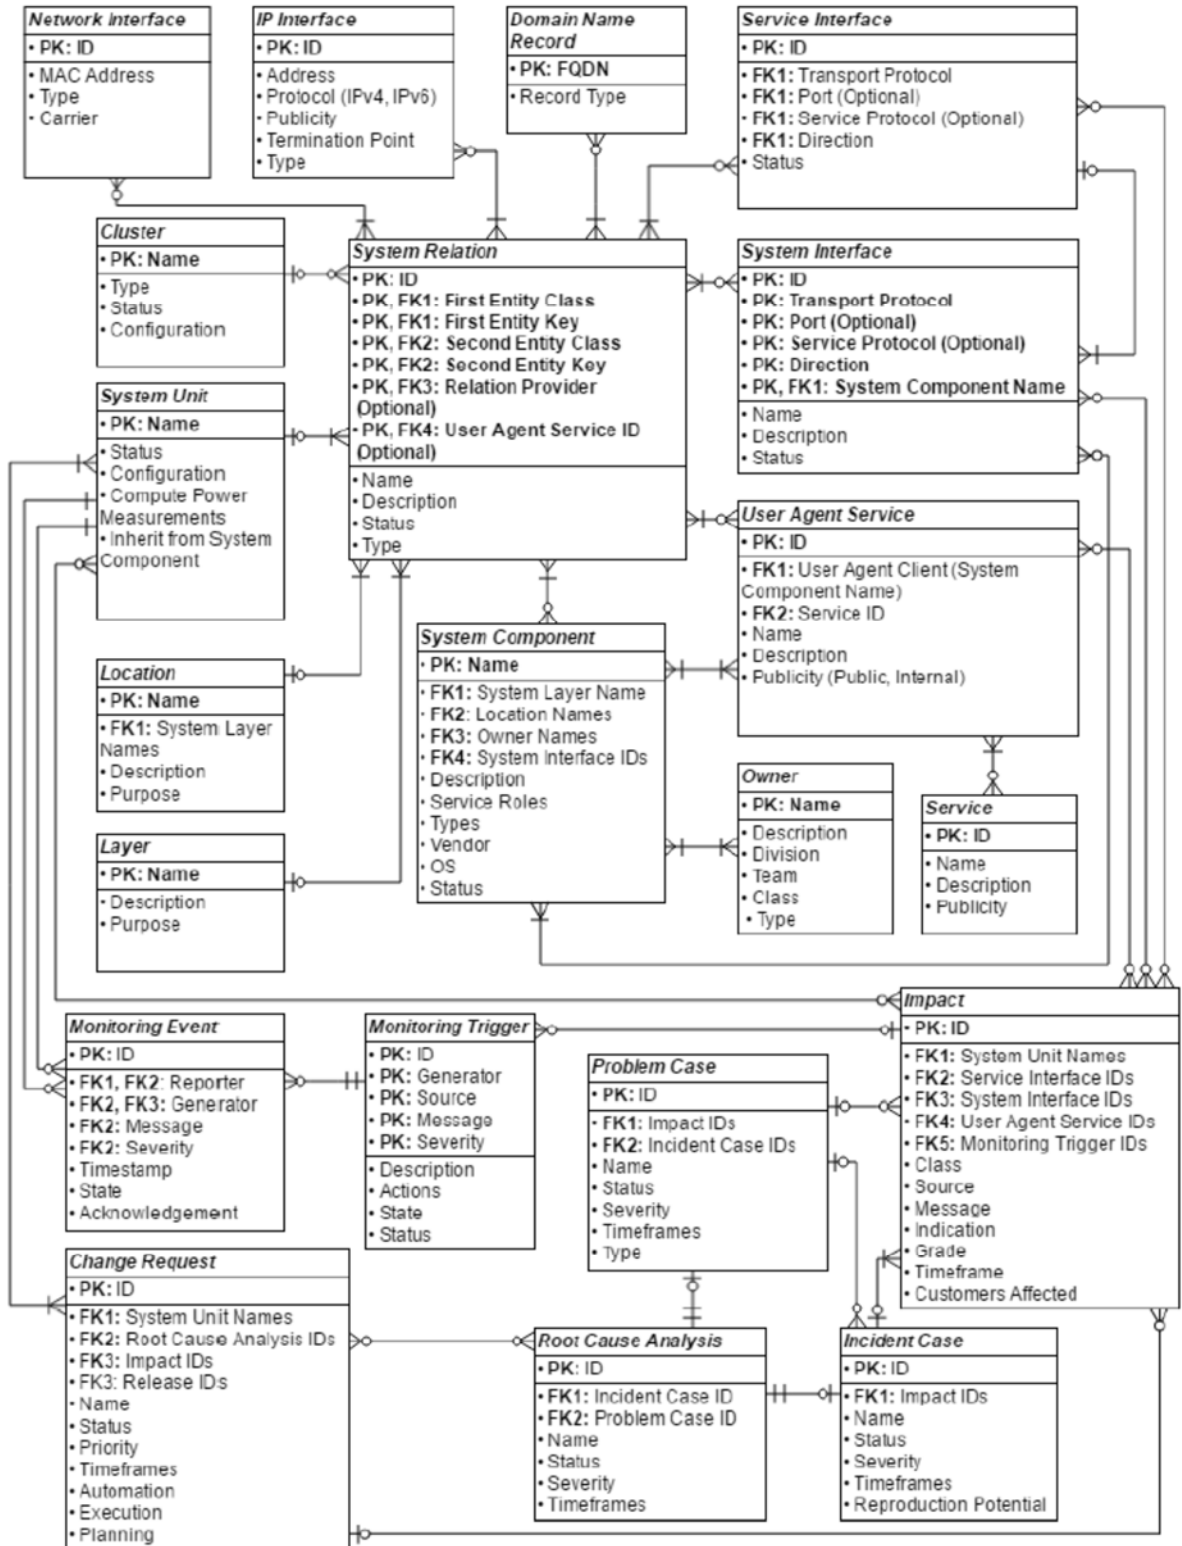 Network Interface
• PK: ID
• MAC Address
• Type
• Carrier
IP Interface
• PK: ID
• Address
• Protocol (IPv4, IPv6)
• Publicity
• Termination Point
• Type
Domain Name
Record
• PK: FQDN
• Record Type
Service Interface
• PK: ID
• FK1: Transport Protocol
• FK1: Port (Optional)
• FK1: Service Protocol (Optional)
• FK1: Direction
• Status
Cluster
• PK: Name
• Type
• Status
• Configuration
System Relation
• PK: ID
• PK, FK1: First Entity Class
• PK, FK1: First Entity Key
• PK, FK2: Second Entity Class
• PK, FK2: Second Entity Key
• PK, FK3: Relation Provider
(Optional)
• PK, FK4: User Agent Service ID
(Optional)
• Name
• Description
• Status
• Type
System Interface
• PK: ID
• PK: Transport Protocol
• PK: Port (Optional)
• PK: Service Protocol (Optional)
• PK: Direction
• PK, FK1: System Component Name
• Name
• Description
• Status
System Unit
• PK: Name
• Status
• Configuration
• Compute Power
Measurements
• Inherit from System
Component
User Agent Service
• PK: ID
• FK1: User Agent Client (System
Component Name)
• FK2: Service ID
• Name
• Description
• Publicity (Public, Internal)
Location
• PK: Name
• FK1: System Layer
Names
• Description
• Purpose
System Component
• PK: Name
• FK1: System Layer Name
• FK2: Location Names
• FK3: Owner Names
• FK4: System Interface IDs
• Description
• Service Roles
• Types
• Vendor
• OS
• Status
Owner
• PK: Name
• Description
• Division
• Team
• Class
• Type
Service
• PK: ID
• Name
• Description
• Publicity
Layer
• PK: Name
• Description
• Purpose
Monitoring Event
• PK: ID
• FK1, FK2: Reporter
• FK2, FK3: Generator
• FK2: Message
• FK2: Severity
• Timestamp
• State
• Acknowledgement
Monitoring Trigger
• PK: ID
• PK: Generator
• PK: Source
• PK: Message
• PK: Severity
• Description
• Actions
• State
• Status
Problem Case
• PK: ID
• FK1: Impact IDs
• FK2: Incident Case IDs
• Name
• Status
• Severity
• Timeframes
• Type
Impact
• PK: ID
• FK1: System Unit Names
• FK2: Service Interface IDs
• FK3: System Interface IDs
• FK4: User Agent Service IDs
• FK5: Monitoring Trigger IDs
• Class
• Source
• Message
• Indication
• Grade
• Timeframe
• Customers Affected
Change Request
• PK: ID
• FK1: System Unit Names
• FK2: Root Cause Analysis IDs
• FK3: Impact IDs
• FK3: Release IDs
• Name
• Status
• Priority
• Timeframes
• Automation
• Execution
• Planning
Root Cause Analysis
• PK: ID
• FK1: Incident Case ID
• FK2: Problem Case ID
• Name
• Status
• Severity
• Timeframes
Incident Case
• PK: ID
• FK1: Impact IDs
• Name
• Status
• Severity
• Timeframes
• Reproduction Potential